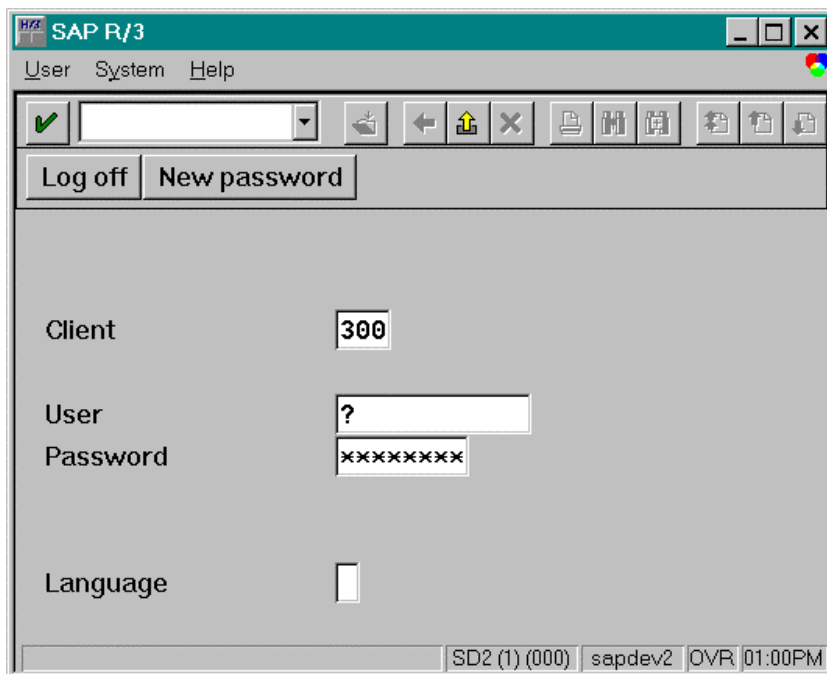 SAP R/3
User System Help
Log off New password
Client 300
User ?
Password ********
Language
SD2 (1) (000) sapdev2 OVR 01:00PM